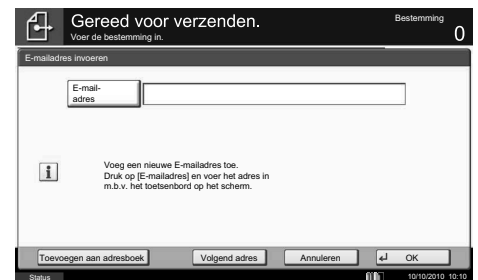 Gereed voor verzenden.
Bestemming
Voer de bestemming in.
0
E-mailadres invoeren
E-mail-
adres
Voeg een nieuwe E-mailadres toe.
Druk op [E-mailadres] en voer het adres in
m.b.v. het toetsenbord op het scherm.
Toevoegen aan adresboek
Volgend adres
Annuleren
OK
Status
10/10/2010 10:10